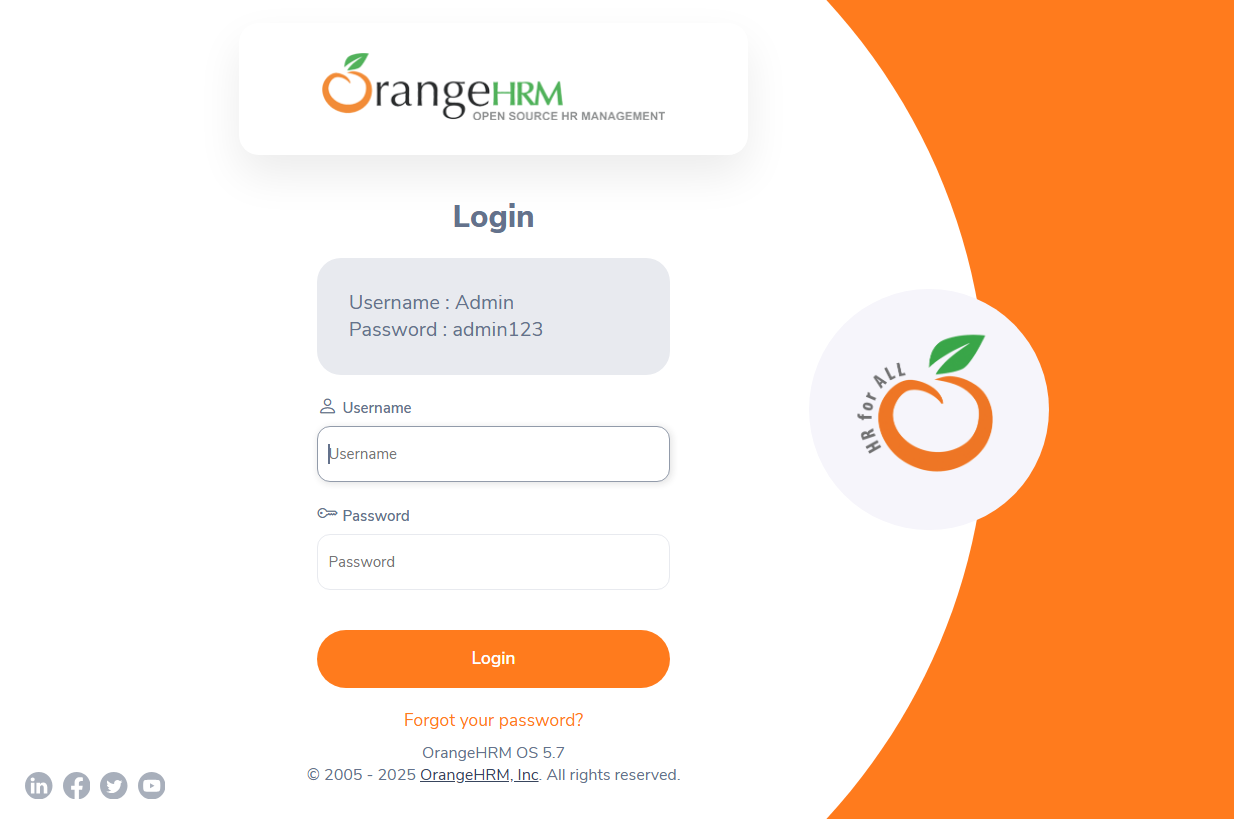 OrangeHRM
OPEN SOURCE HR MANAGEMENT
Login
Username : Admin
Password : admin123
Username
Username
Password
Password
Login
Forgot your password?
OrangeHRM OS 5.7
© 2005 - 2025 OrangeHRM, Inc. All rights reserved.
HR for ALL